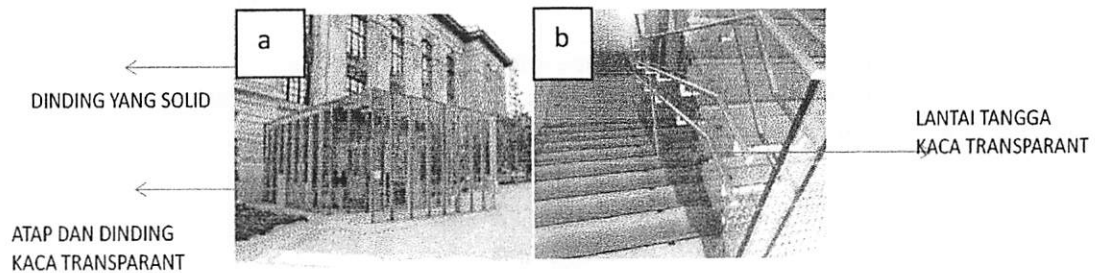 a
b
DINDING YANG SOLID
LANTAI TANGGA
KACA TRANSPARANT
ATAP DAN DINDING
KACA TRANSPARANT